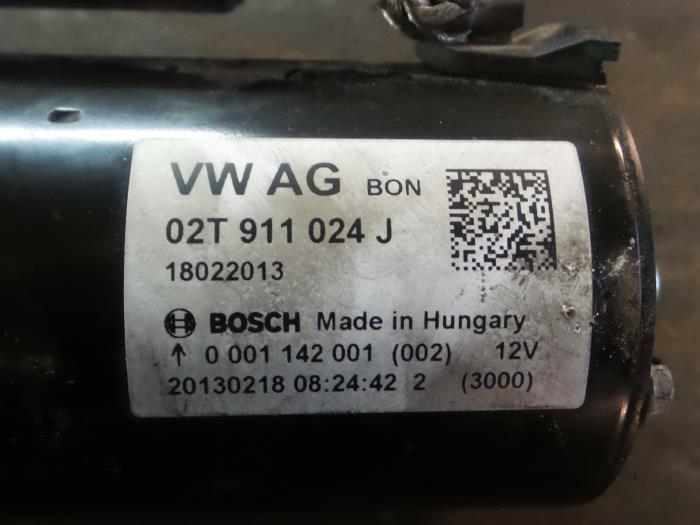 VW AG BON
02T 911 024 J
18022013
BOSCH Made in Hungary
↑ 0 001 142 001 (002) 12V
20130218 08:24:42 2 (3000)